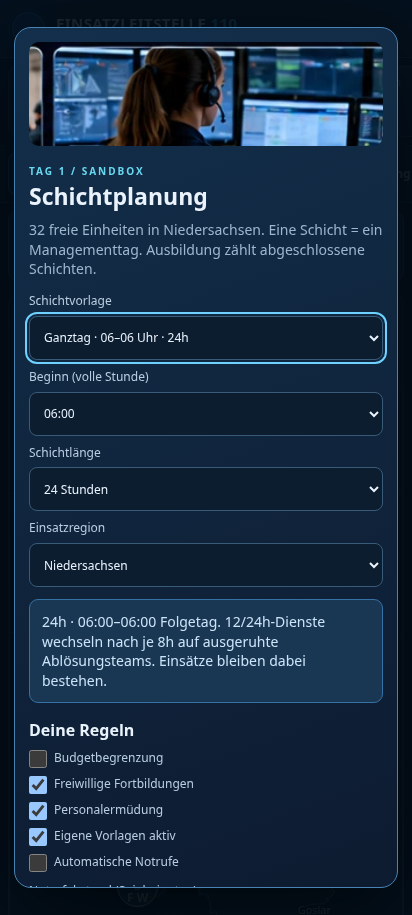 EINSATZLEITSTELLE 110
TAG 1 / SANDBOX
Schichtplanung
32 freie Einheiten in Niedersachsen. Eine Schicht = ein
Managementtag. Ausbildung zählt abgeschlossene
Schichten.
Schichtvorlage
Ganztag · 06–06 Uhr · 24h
Beginn (volle Stunde)
06:00
Schichtlänge
24 Stunden
Einsatzregion
Niedersachsen
24h · 06:00–06:00 Folgetag. 12/24h-Dienste
wechseln nach je 8h auf ausgeruhte
Ablösungsteams. Einsätze bleiben dabei
bestehen.
Deine Regeln
Budgetbegrenzung
Freiwillige Fortbildungen
Personalermüdung
Eigene Vorlagen aktiv
Automatische Notrufe
FW